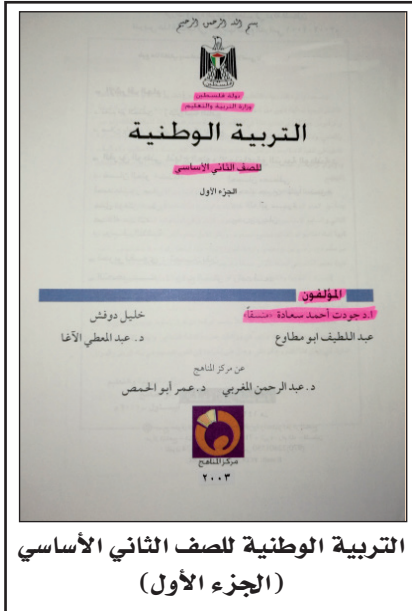 بسم الله الرحمن الرحيم
دولة فلسطين
وزارة التربية والتعليم
التربية الوطنية
للصف الثاني الأساسي
الجزء الأول
المؤلفون
أ.د جودت أحمد سعادة «منسقاً» خليل دوفش
عبد اللطيف ابو مطاوع د. عبد المعطي الآغا
عن مركز المناهج
د. عبد الرحمن المغربي د. عمر أبو الحمص
مركز المناهج
٢٠٠٣
التربية الوطنية للصف الثاني الأساسي
(الجزء الأول)